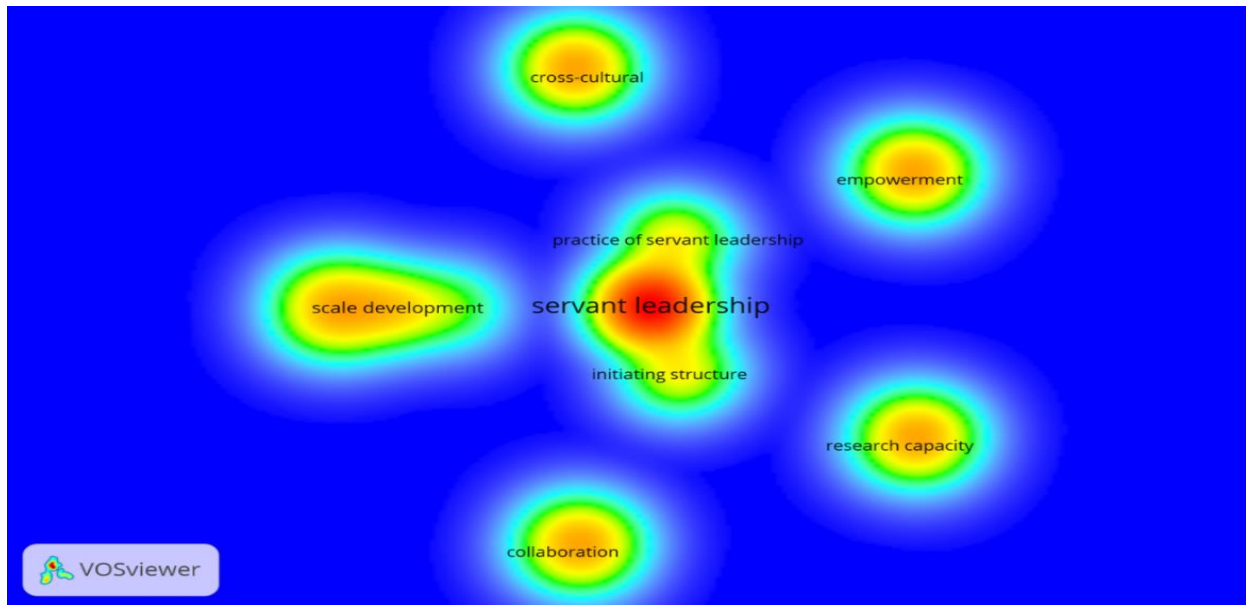 cross-cultural
empowerment
practice of servant leadership
servant leadership
scale development
initiating structure
research capacity
collaboration
VOSviewer